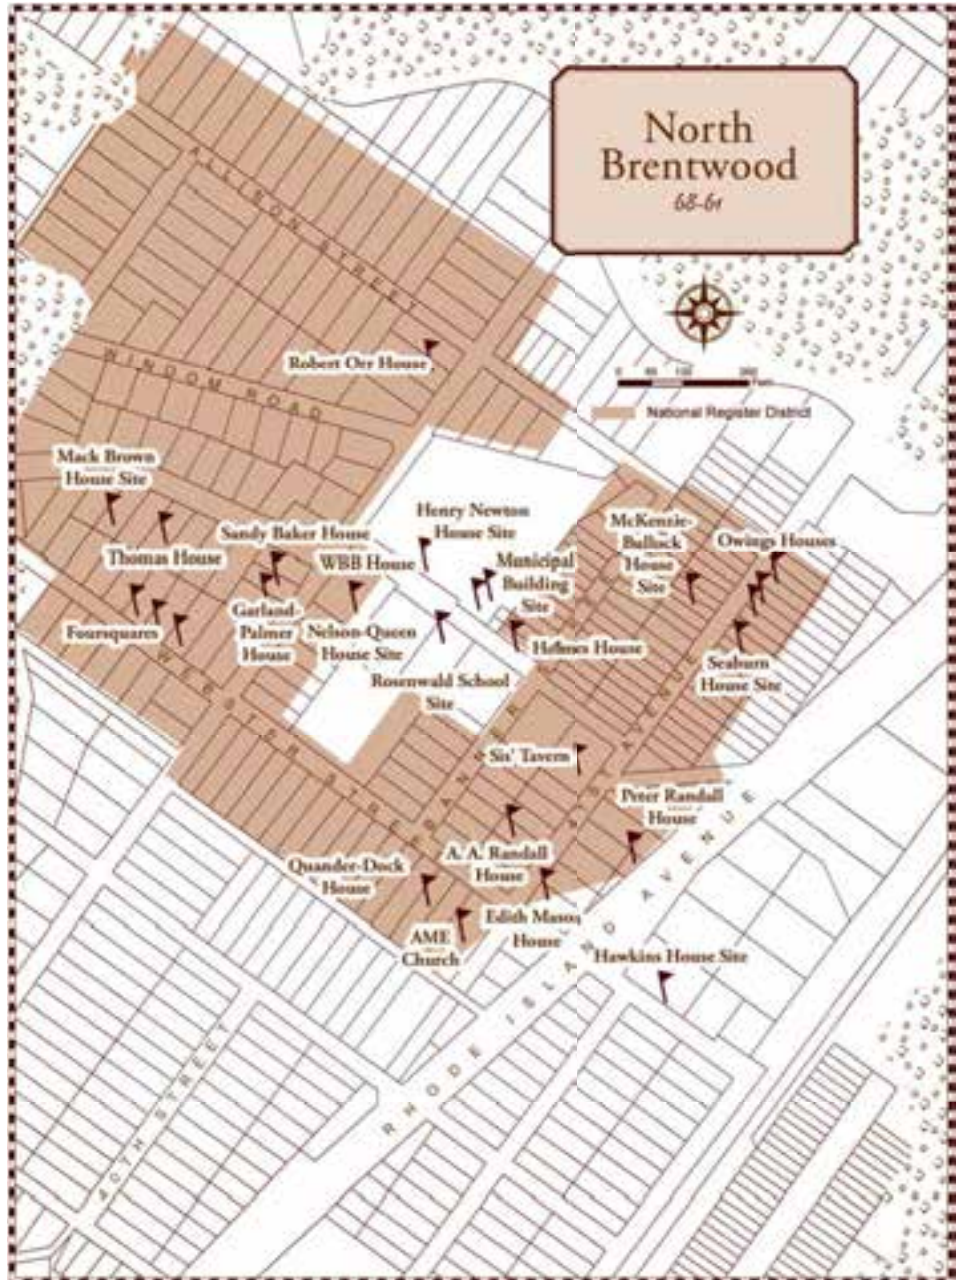 North
Brentwood
68-61
National Register District
ALLISON STREET
Robert Orr House
WINDOM ROAD
Mack Brown
House Site
Thomas House
Sandy Baker House
WBB House
Henry Newton
House Site
Municipal
Building
Site
McKenzie-
Bullock
House
Site
Owings Houses
Foursquares
Garland-
Palmer
House
Nelson-Queen
House Site
Holmes House
Seaburn
House Site
Rosenwald School
Site
WEBSTER STREET
Sis' Tavern
AVENUE
Peter Randall
House
A. A. Randall
House
Quander-Dock
House
Edith Mason
House
AME
Church
Hawkins House Site
RHODE ISLAND AVENUE
40TH STREET